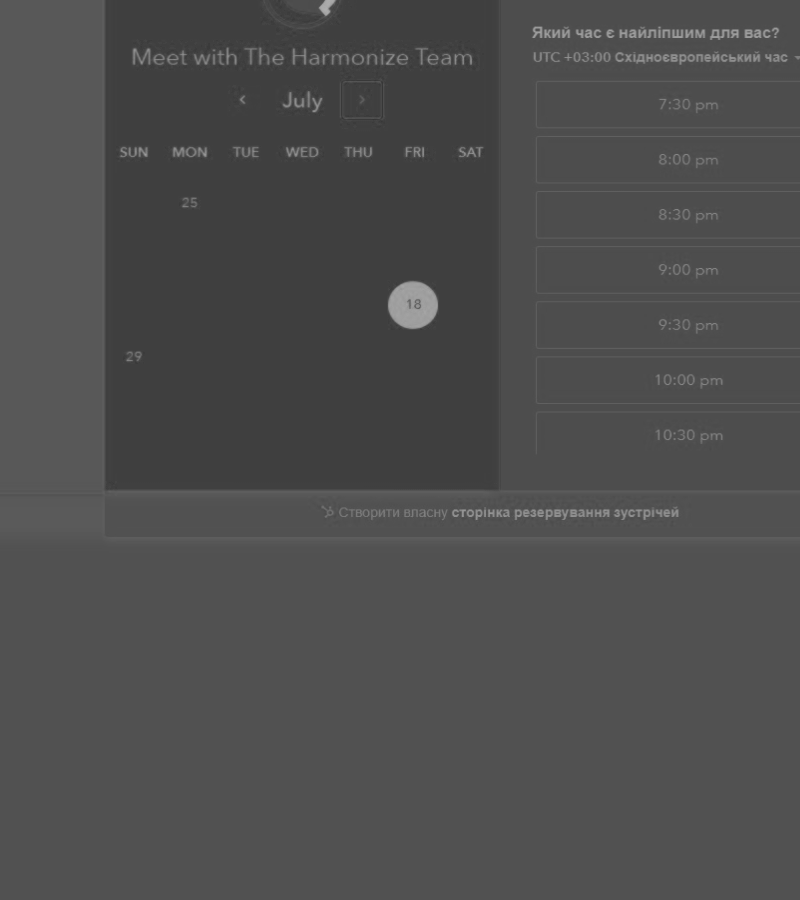 Meet with The Harmonize Team
July
SUN MON TUE WED THU FRI SAT
25
18
29
Який час є найліпшим для вас?
UTC +03:00 Східноєвропейський час
7:30 pm
8:00 pm
8:30 pm
9:00 pm
9:30 pm
10:00 pm
10:30 pm
Створити власну сторінка резервування зустрічей